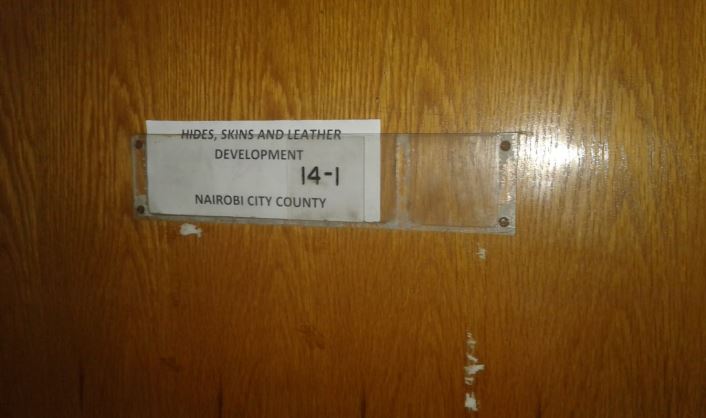 HIDES, SKINS AND LEATHER
DEVELOPMENT
14-1
NAIROBI CITY COUNTY